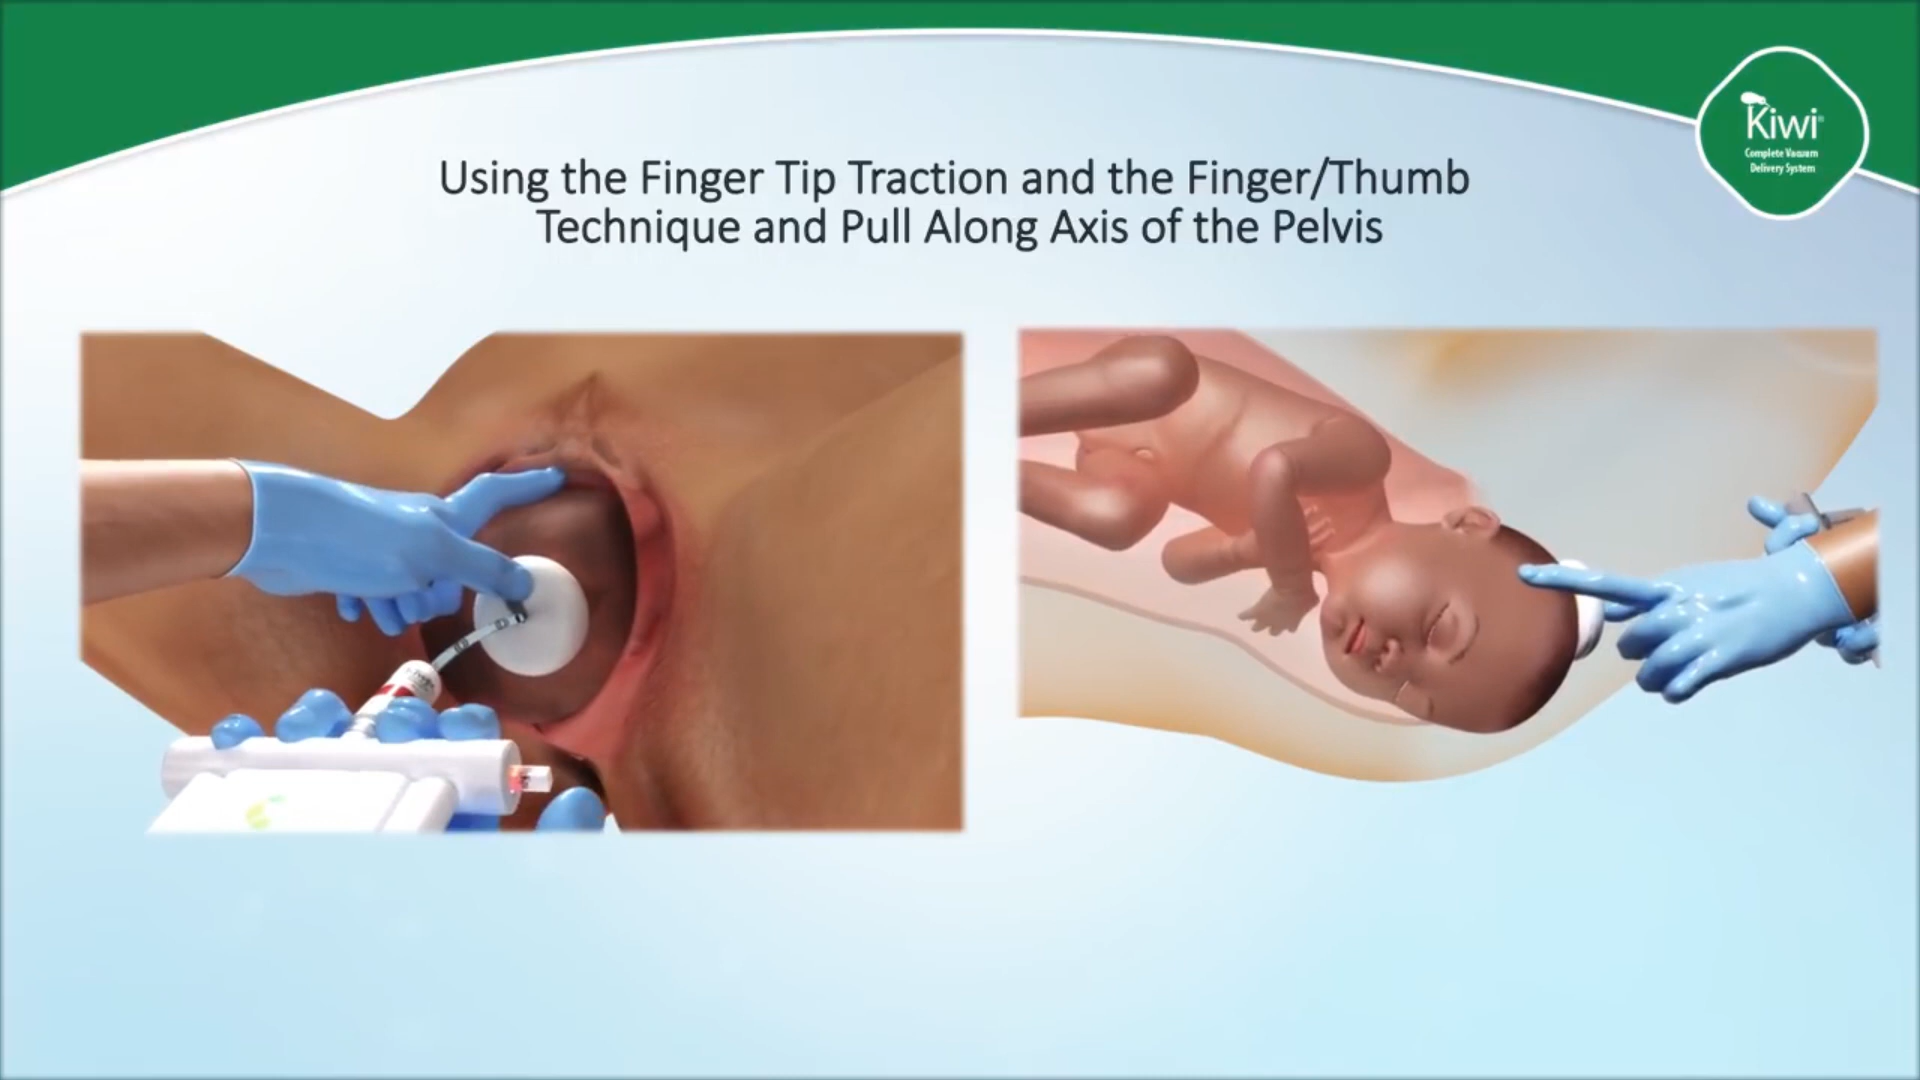 Using the Finger Tip Traction and the Finger/Thumb
Technique and Pull Along Axis of the Pelvis
Kiwi®
Complete Vacuum
Delivery System